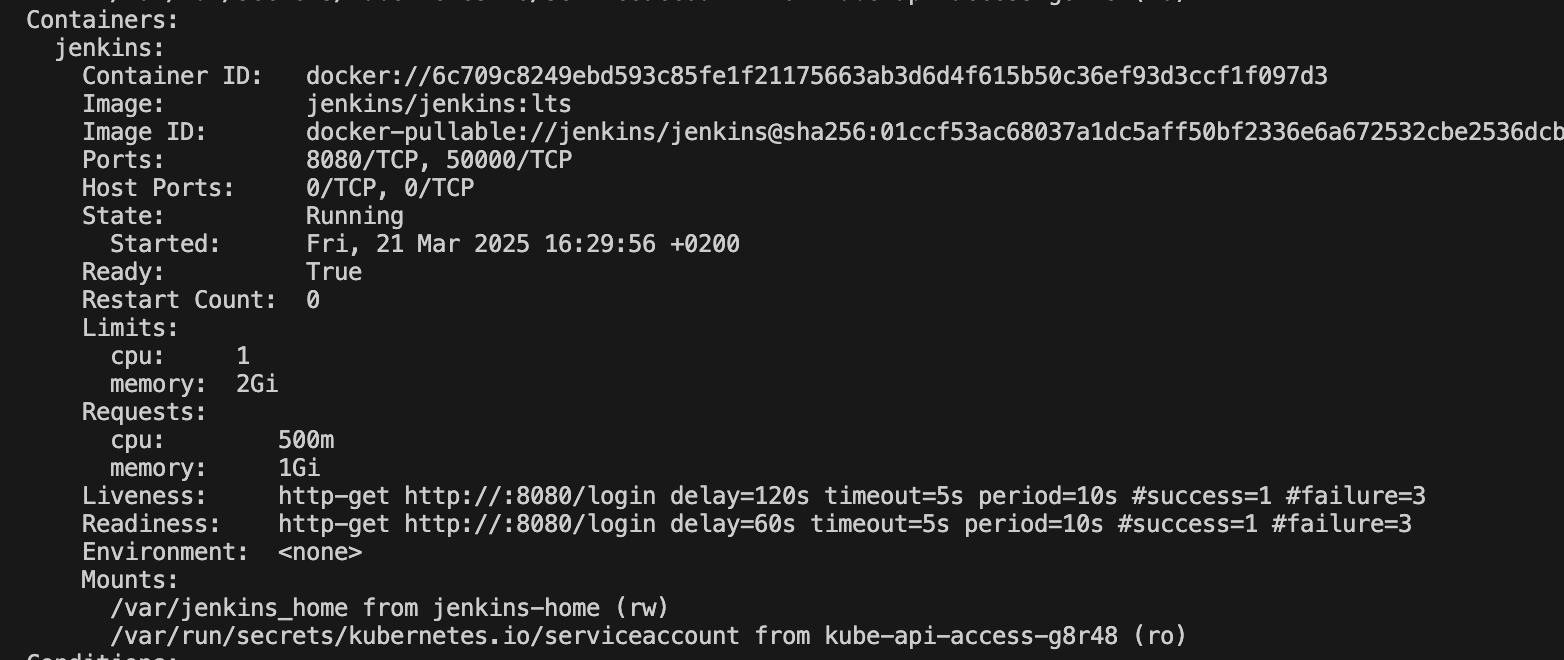 Containers:
jenkins:
Container ID: docker://6c709c8249ebd593c85fe1f21175663ab3d6d4f615b50c36ef93d3ccf1f097d3
Image: jenkins/jenkins:lts
Image ID: docker-pullable://jenkins/jenkins@sha256:01ccf53ac68037a1dc5aff50bf2336e6a672532cbe2536dcb
Ports: 8080/TCP, 50000/TCP
Host Ports: 0/TCP, 0/TCP
State: Running
Started: Fri, 21 Mar 2025 16:29:56 +0200
Ready: True
Restart Count: 0
Limits:
cpu: 1
memory: 2Gi
Requests:
cpu: 500m
memory: 1Gi
Liveness: http-get http://:8080/login delay=120s timeout=5s period=10s #success=1 #failure=3
Readiness: http-get http://:8080/login delay=60s timeout=5s period=10s #success=1 #failure=3
Environment: <none>
Mounts:
/var/jenkins_home from jenkins-home (rw)
/var/run/secrets/kubernetes.io/serviceaccount from kube-api-access-g8r48 (ro)
Conditions: